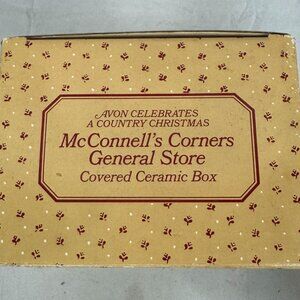 AVON CELEBRATES
A COUNTRY CHRISTMAS
McConnell's Corners
General Store
Covered Ceramic Box